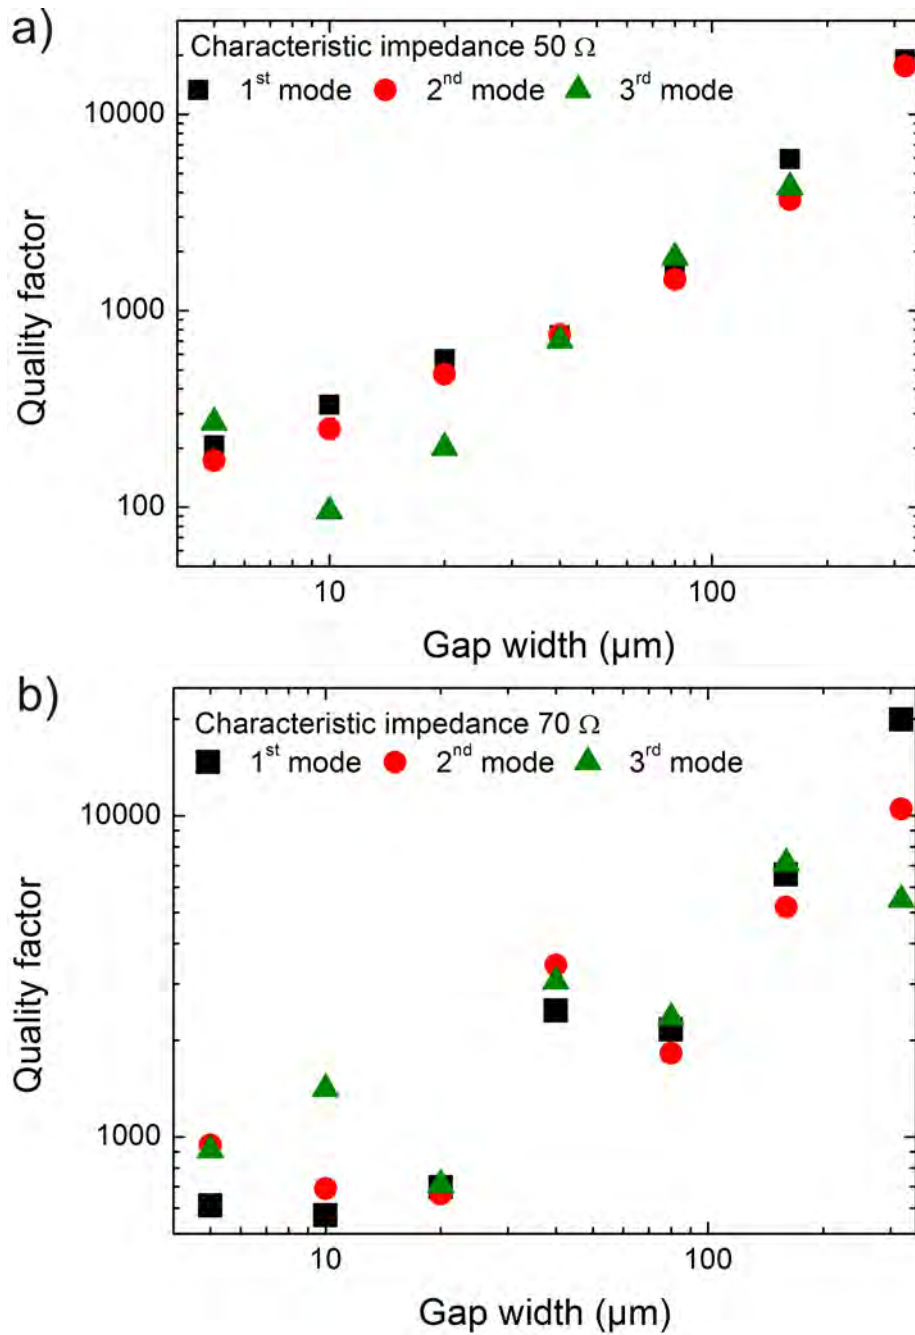 a)
Characteristic impedance 50 Ω
1st mode 2nd mode 3rd mode
10000
1000
100
Quality factor
10 100
Gap width (μm)
b)
Characteristic impedance 70 Ω
1st mode 2nd mode 3rd mode
10000
1000
Quality factor
10 100
Gap width (μm)